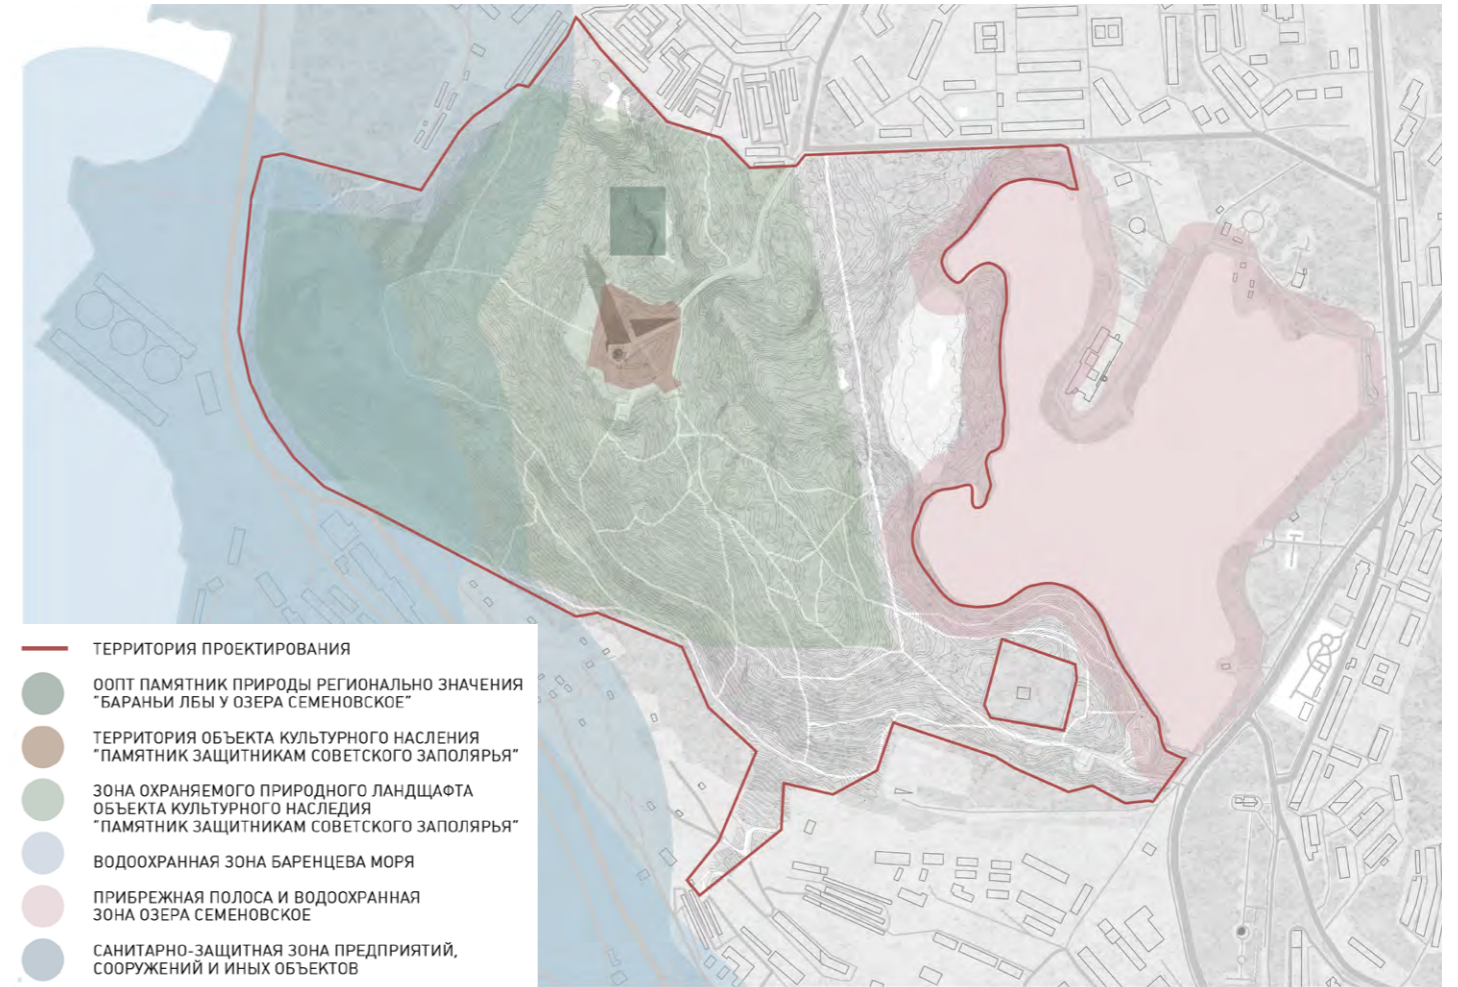 ТЕРРИТОРИЯ ПРОЕКТИРОВАНИЯ
ООПТ ПАМЯТНИК ПРИРОДЫ РЕГИОНАЛЬНО ЗНАЧЕНИЯ
"БАРАНЬИ ЛБЫ У ОЗЕРА СЕМЕНОВСКОЕ"
ТЕРРИТОРИЯ ОБЪЕКТА КУЛЬТУРНОГО НАСЛЕНИЯ
"ПАМЯТНИК ЗАЩИТНИКАМ СОВЕТСКОГО ЗАПОЛЯРЬЯ"
ЗОНА ОХРАНЯЕМОГО ПРИРОДНОГО ЛАНДЩАФТА
ОБЪЕКТА КУЛЬТУРНОГО НАСЛЕДИЯ
"ПАМЯТНИК ЗАЩИТНИКАМ СОВЕТСКОГО ЗАПОЛЯРЬЯ"
ВОДООХРАННАЯ ЗОНА БАРЕНЦЕВА МОРЯ
ПРИБРЕЖНАЯ ПОЛОСА И ВОДООХРАННАЯ
ЗОНА ОЗЕРА СЕМЕНОВСКОЕ
САНИТАРНО-ЗАЩИТНАЯ ЗОНА ПРЕДПРИЯТИЙ,
СООРУЖЕНИЙ И ИНЫХ ОБЪЕКТОВ